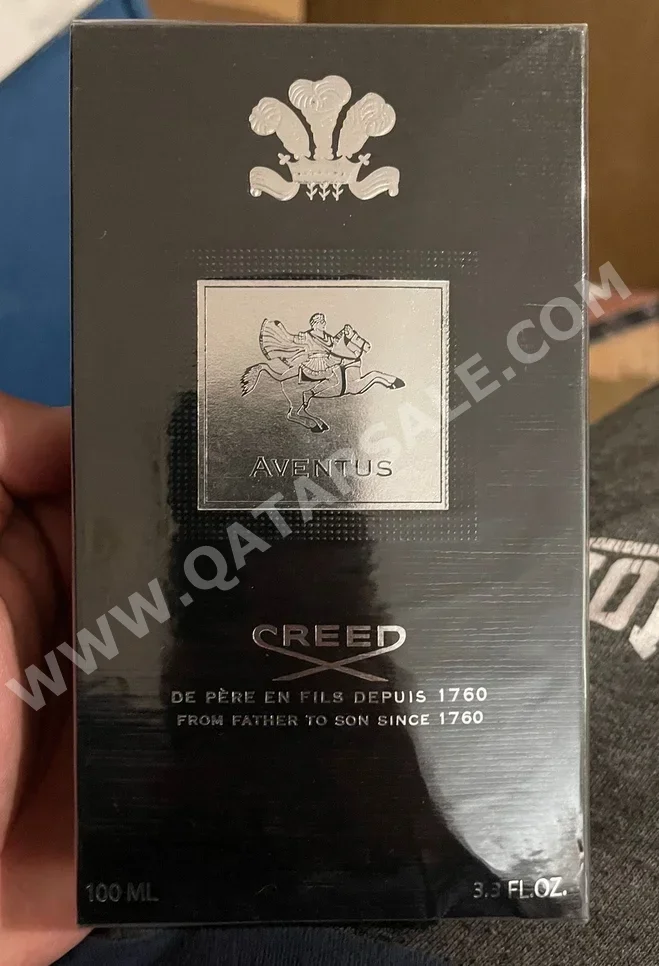 AVENTUS
CREED
DE PÈRE EN FILS DEPUIS 1760
FROM FATHER TO SON SINCE 1760
100 ML
3.3 FL.OZ.
WWW.QATARSALE.COM